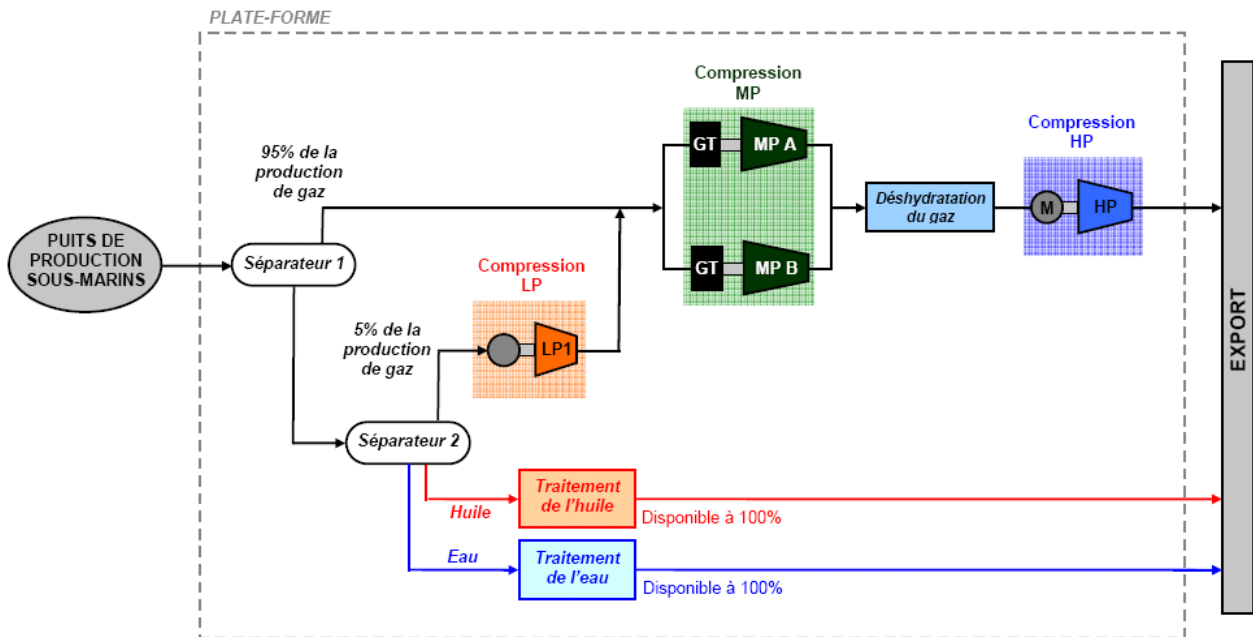 PLATE-FORME
Compression
MP
GT
MP A
GT
MP B
95% de la
production
de gaz
PUITS DE
PRODUCTION
SOUS-MARINS
Séparateur 1
Compression
LP
LP1
5% de la
production
de gaz
Séparateur 2
Déshydratation
du gaz
Compression
HP
M
HP
EXPORT
Huile
Traitement
de l'huile
Disponible à 100%
Eau
Traitement
de l'eau
Disponible à 100%